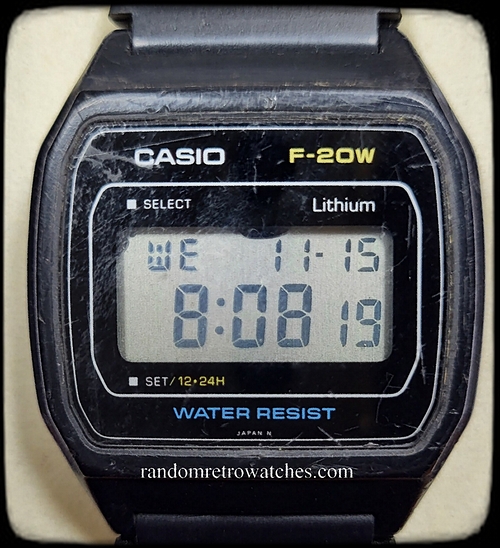 CASIO F-20W
SELECT Lithium
WE 11-15
8:08 19
SET/12•24H
WATER RESIST
JAPAN N
randomretrowatches.com